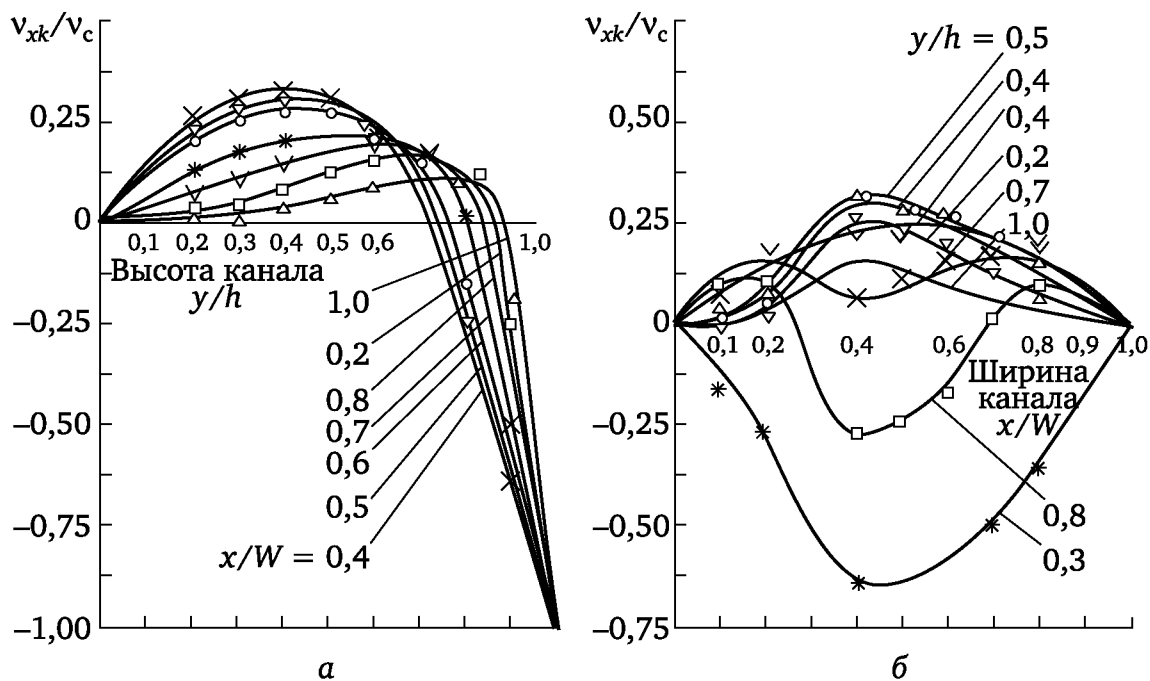 ν_xk/ν_c
0,25
0
−0,25
−0,50
−0,75
−1,00
0,1 0,2 0,3 0,4 0,5 0,6 1,0
Высота канала
y/h
1,0
0,2
0,8
0,7
0,6
0,5
x/W = 0,4
а
ν_xk/ν_c
0,50
0,25
0
−0,25
−0,50
−0,75
y/h = 0,5
0,4
0,4
0,2
0,7
1,0
0,1 0,2 0,4 0,6 0,8 0,9 1,0
Ширина
канала
x/W
0,8
0,3
б